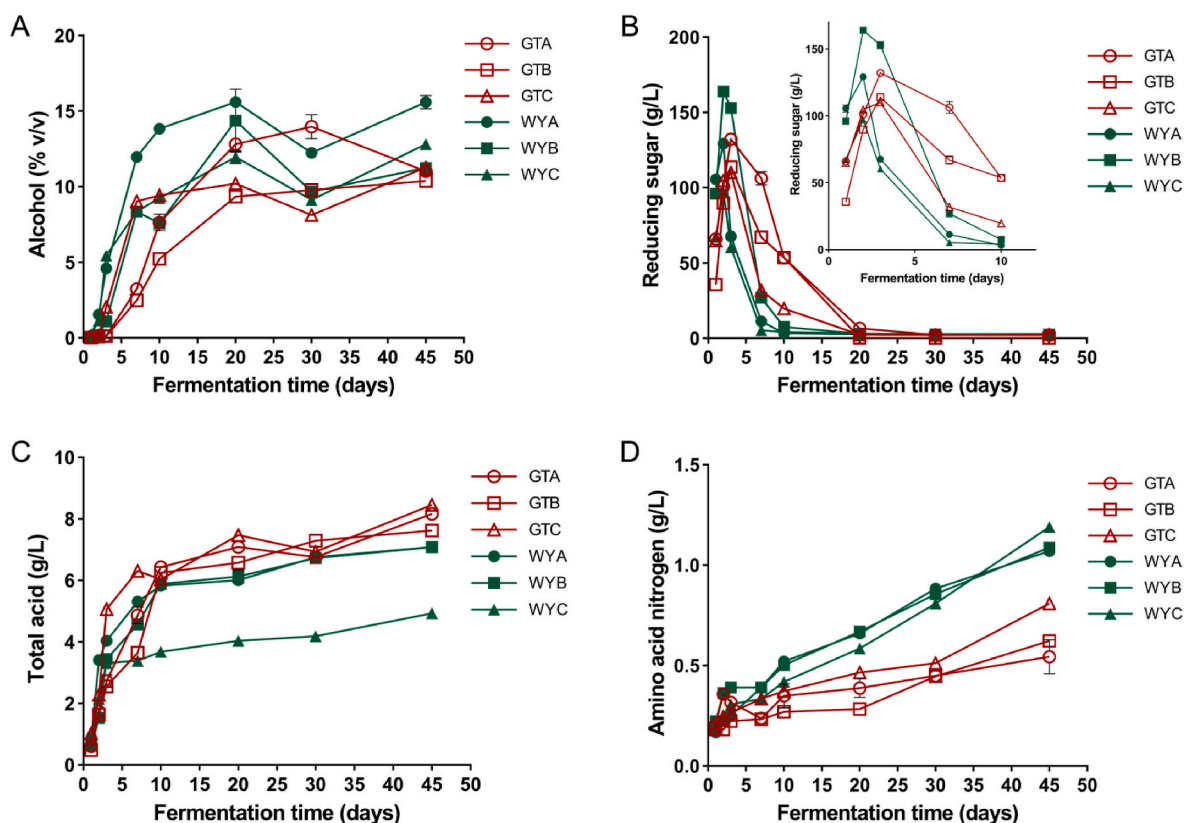 A
Alcohol (% v/v)
20
15
10
5
0
0 5 10 15 20 25 30 35 40 45 50
Fermentation time (days)
GTA
GTB
GTC
WYA
WYB
WYC
B
Reducing sugar (g/L)
200
150
100
50
0
0 5 10 15 20 25 30 35 40 45 50
Fermentation time (days)
Reducing sugar (g/L)
150
100
50
0
0 5 10
Fermentation time (days)
GTA
GTB
GTC
WYA
WYB
WYC
C
Total acid (g/L)
10
8
6
4
2
0
0 5 10 15 20 25 30 35 40 45 50
Fermentation time (days)
GTA
GTB
GTC
WYA
WYB
WYC
D
Amino acid nitrogen (g/L)
1.5
1.0
0.5
0.0
0 5 10 15 20 25 30 35 40 45 50
Fermentation time (days)
GTA
GTB
GTC
WYA
WYB
WYC